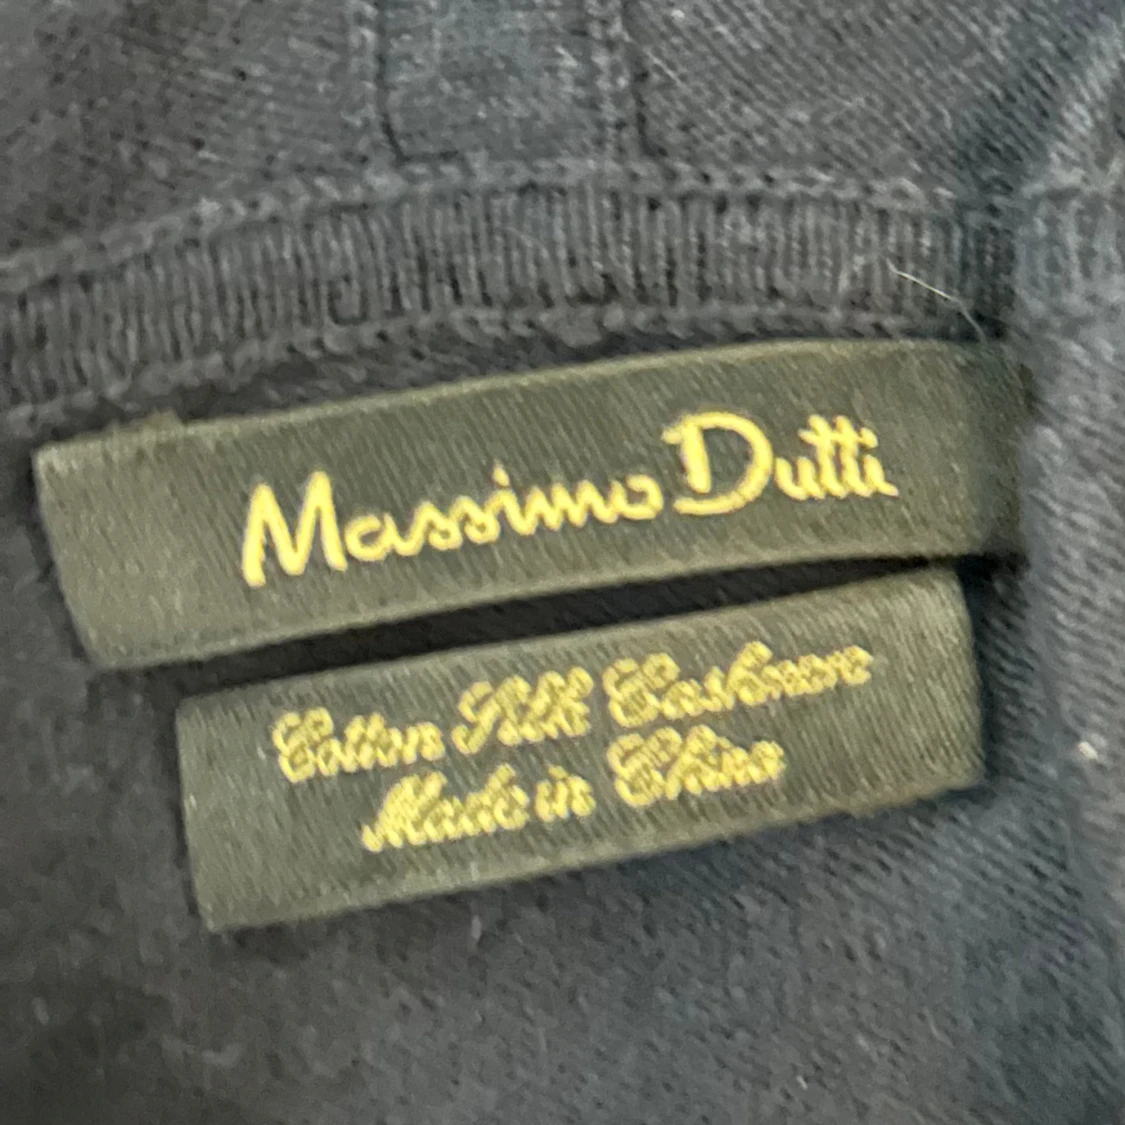 Massimo Dutti
Cotton Silk Cashmere
Made in China